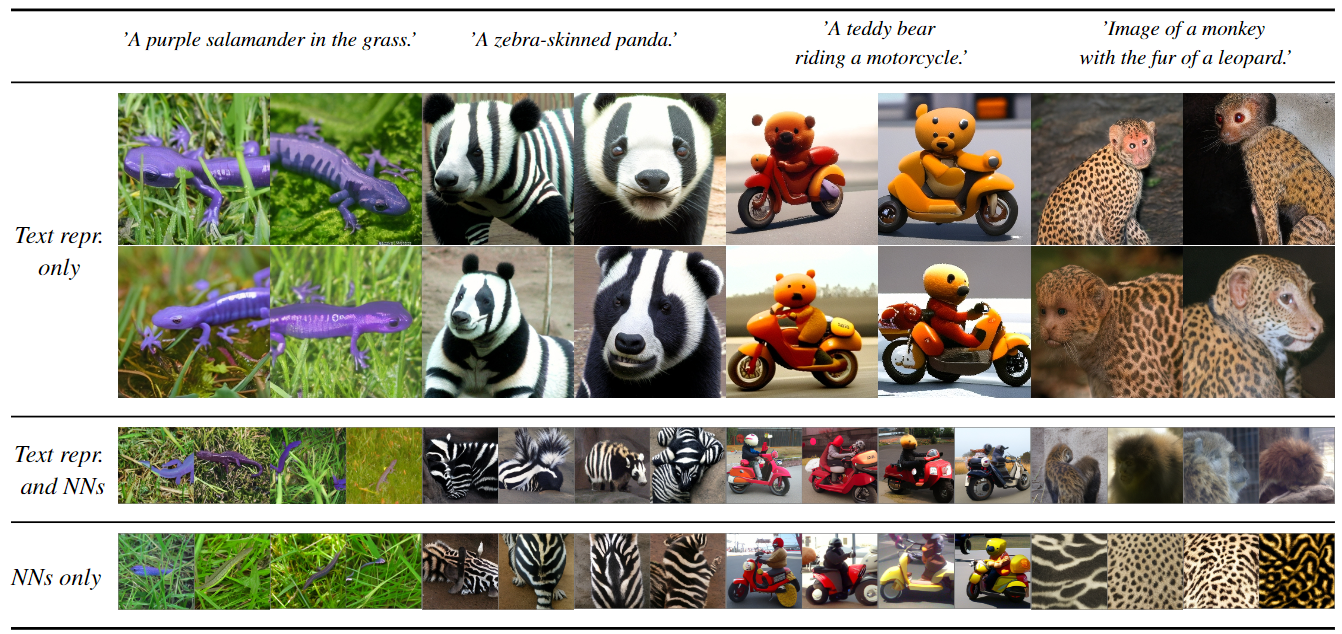 'A purple salamander in the grass.'
'A zebra-skinned panda.'
'A teddy bear
riding a motorcycle.'
'Image of a monkey
with the fur of a leopard.'
Text repr.
only
Text repr.
and NNs
NNs only